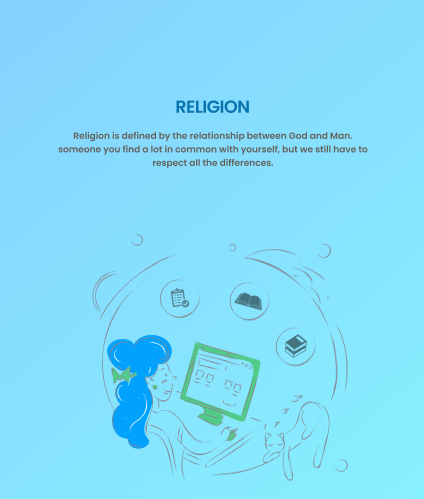 RELIGION
Religion is defined by the relationship between God and Man.
someone you find a lot in common with yourself, but we still have to
respect all the differences.
z z z